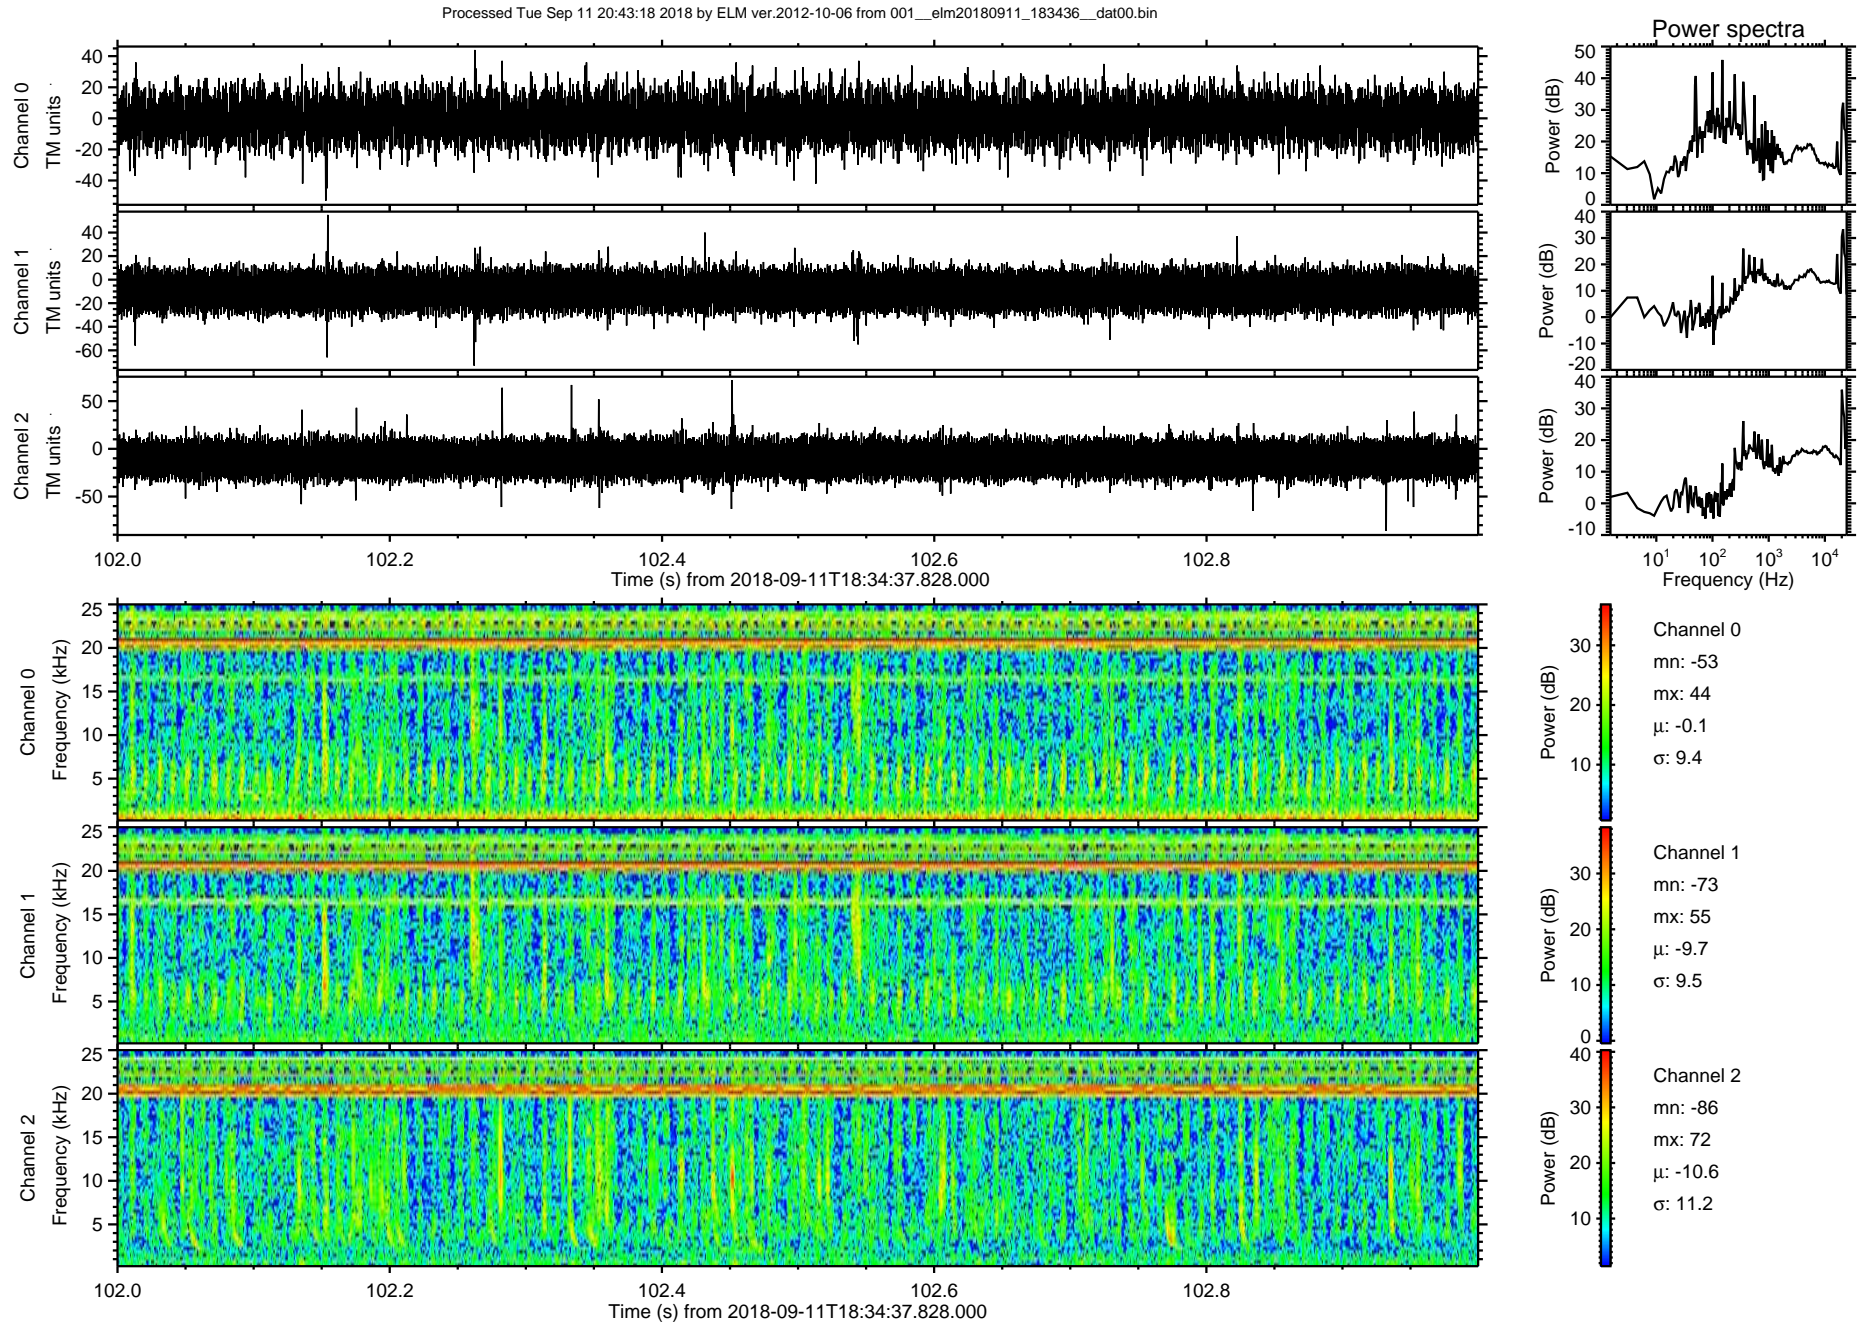 Processed Tue Sep 11 20:43:18 2018 by ELM ver.2012-10-06 from 001__elm20180911_183436__dat00.bin
Power spectra
Channel 0
TM units
40
20
0
-20
-40
Power (dB)
50
40
30
20
10
0
Channel 1
TM units
40
20
0
-20
-40
-60
Power (dB)
40
30
20
10
0
-10
-20
Channel 2
TM units
50
0
-50
Power (dB)
40
30
20
10
0
-10
102.0 102.2 102.4 102.6 102.8
Time (s) from 2018-09-11T18:34:37.828.000
10^1 10^2 10^3 10^4
Frequency (Hz)
Channel 0
Frequency (kHz)
25
20
15
10
5
Power (dB)
30
20
10
Channel 0
mn: -53
mx: 44
μ: -0.1
σ: 9.4
Channel 1
Frequency (kHz)
25
20
15
10
5
Power (dB)
30
20
10
0
Channel 1
mn: -73
mx: 55
μ: -9.7
σ: 9.5
Channel 2
Frequency (kHz)
25
20
15
10
5
Power (dB)
40
30
20
10
Channel 2
mn: -86
mx: 72
μ: -10.6
σ: 11.2
102.0 102.2 102.4 102.6 102.8
Time (s) from 2018-09-11T18:34:37.828.000